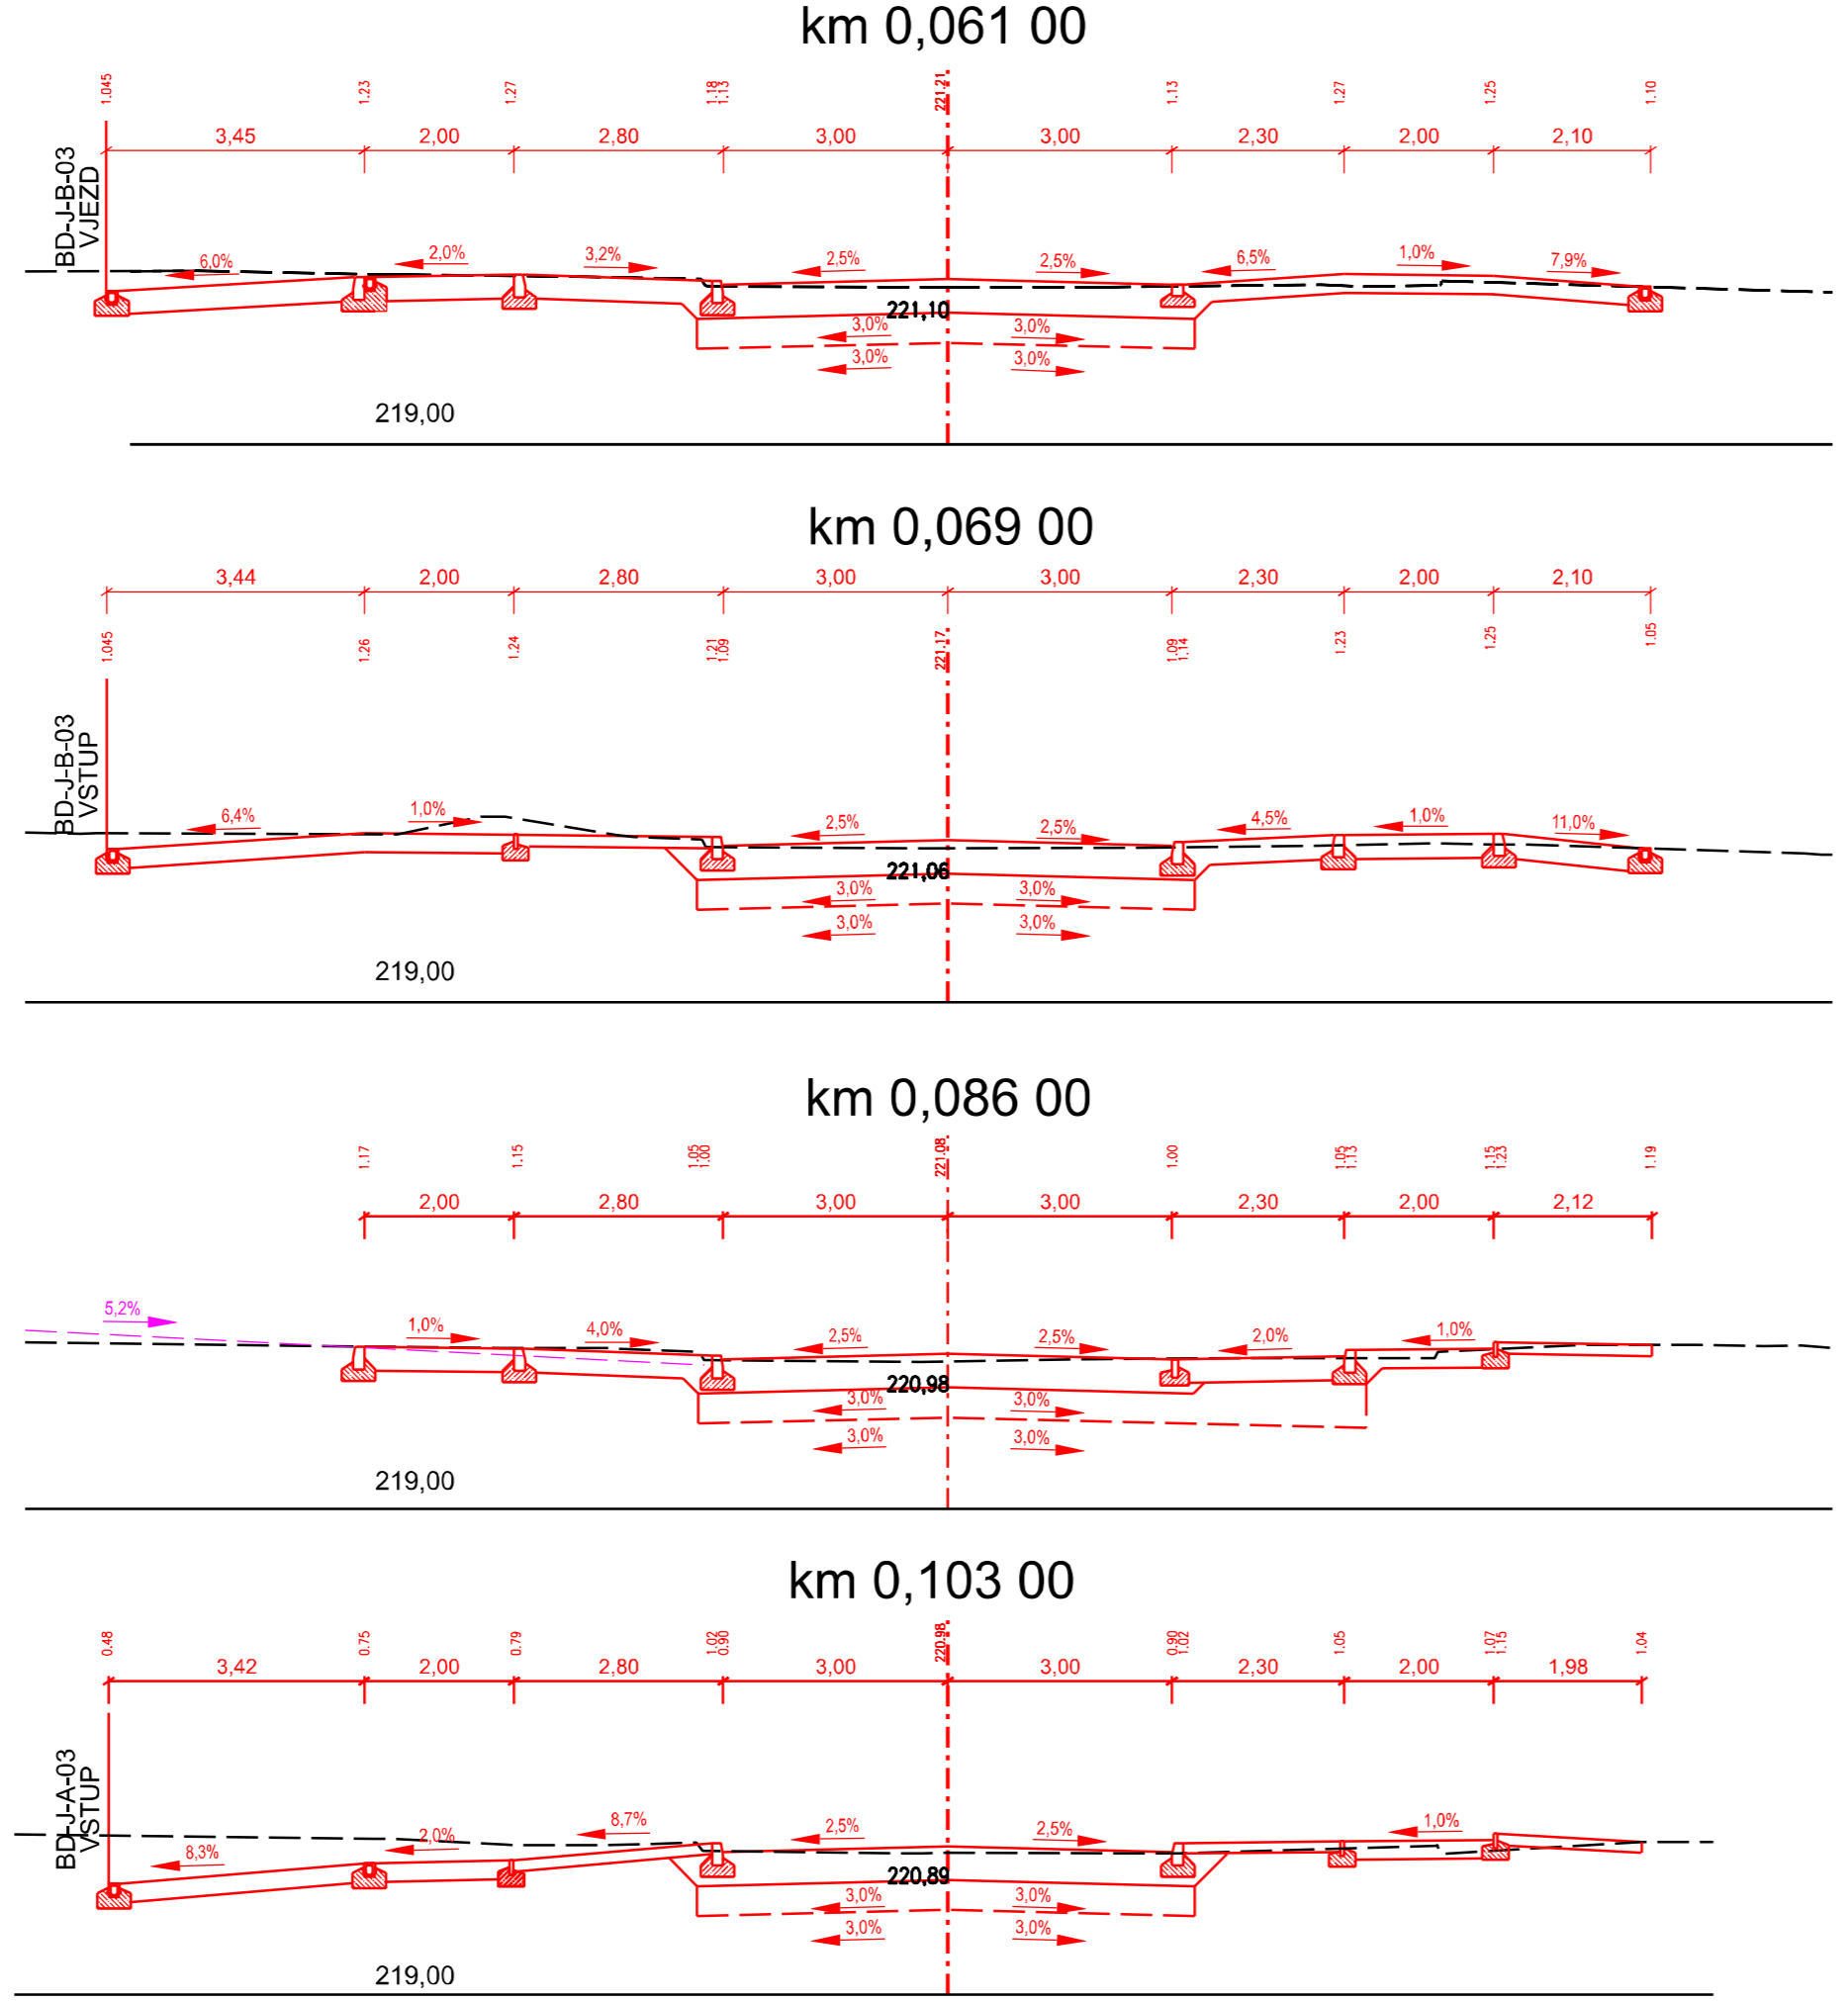 km 0,061 00
1.045 1.23 1.27 1.18 1.13 221.21 1.13 1.27 1.25 1.10
3,45 2,00 2,80 3,00 3,00 2,30 2,00 2,10
BD-J-B-03
VJEZD
6,0% 2,0% 3,2% 2,5% 2,5% 6,5% 1,0% 7,9%
221,10
3,0% 3,0%
3,0% 3,0%
219,00
km 0,069 00
3,44 2,00 2,80 3,00 3,00 2,30 2,00 2,10
1.045 1.26 1.24 1.21 1.09 221.17 1.09 1.14 1.23 1.25 1.05
BD-J-B-03
VSTUP
6,4% 1,0% 2,5% 2,5% 4,5% 1,0% 11,0%
221,06
3,0% 3,0%
3,0% 3,0%
219,00
km 0,086 00
1.17 1.15 1.05 1.00 221.08 1.00 1.05 1.13 1.15 1.23 1.19
2,00 2,80 3,00 3,00 2,30 2,00 2,12
5,2%
1,0% 4,0% 2,5% 2,5% 2,0% 1,0%
220,98
3,0% 3,0%
3,0% 3,0%
219,00
km 0,103 00
0.48 0.75 0.79 1.02 0.90 220.98 0.90 1.02 1.05 1.07 1.15 1.04
3,42 2,00 2,80 3,00 3,00 2,30 2,00 1,98
BD-J-A-03
VSTUP
8,3% 2,0% 8,7% 2,5% 2,5% 1,0%
220,89
3,0% 3,0%
3,0% 3,0%
219,00